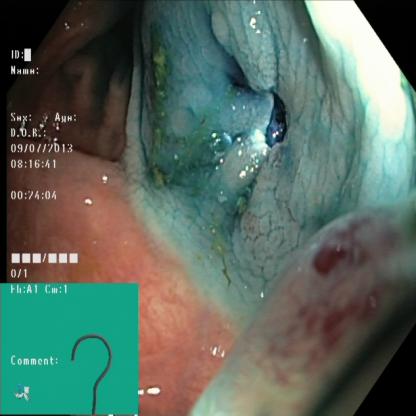 ID:
Name:
Sex: Age:
D.O.B.:
09/07/2013
08:16:41
00:24:04
■■■/■■■
0/1
Eh:A1 Cm:1
Comment: